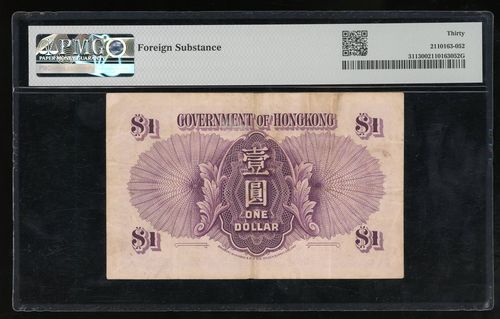 PMG
PAPER MONEY GUARANTY
Foreign Substance
Thirty
2110163-052
3113002110163052G
$1
GOVERNMENT OF HONGKONG
$1
壹
圓
ONE
DOLLAR
$1
$1